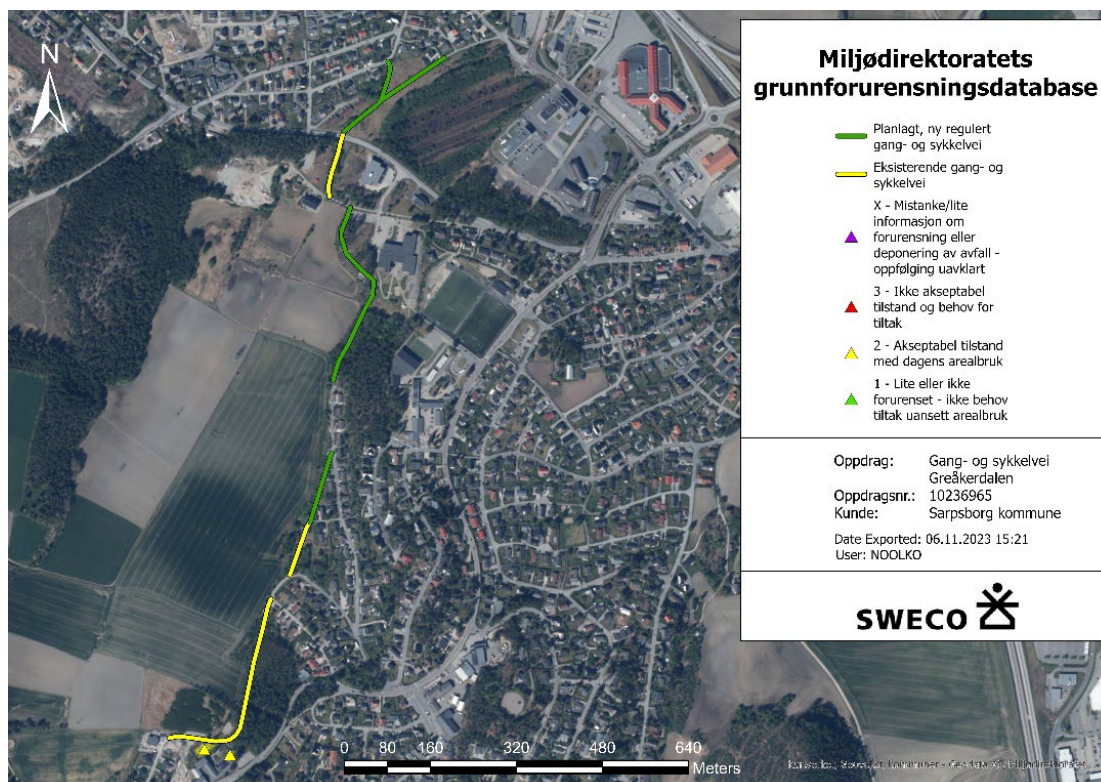 N
Miljødirektoratets
grunnforurensningsdatabase
Planlagt, ny regulert
gang- og sykkelvei
Eksisterende gang- og
sykkelvei
X - Mistanke/lite
informasjon om
forurensning eller
deponering av avfall -
oppfølging uavklart
3 - Ikke akseptabel
tilstand og behov for
tiltak
2 - Akseptabel tilstand
med dagens arealbruk
1 - Lite eller ikke
forurenset - ikke behov
tiltak uansett arealbruk
Oppdrag: Gang- og sykkelvei
Greåkerdalen
Oppdragsnr.: 10236965
Kunde: Sarpsborg kommune
Date Exported: 06.11.2023 15:21
User: NOOLKO
SWECO
0 80 160 320 480 640
Meters